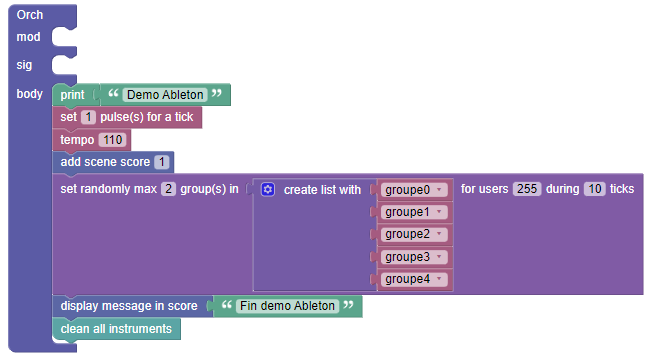 Orch
mod
sig
body print “ Demo Ableton ”
set 1 pulse(s) for a tick
tempo 110
add scene score 1
set randomly max 2 group(s) in create list with groupe0 for users 255 during 10 ticks
groupe1
groupe2
groupe3
groupe4
display message in score “ Fin demo Ableton ”
clean all instruments